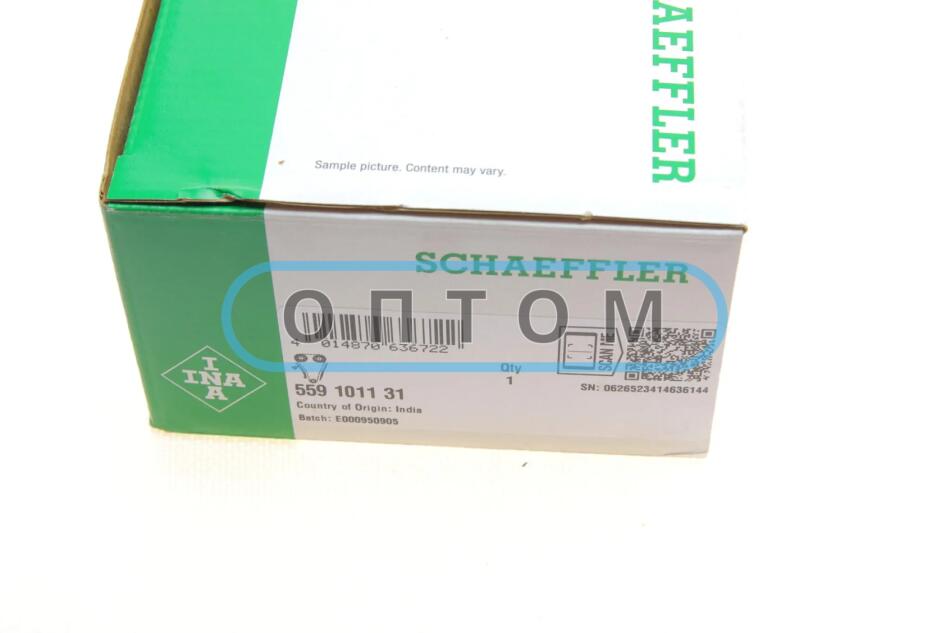 SCHAEFFLER
Sample picture. Content may vary.
SCHAEFFLER
ОПТОМ
4 014870 636722
SCAN ME
Qty
1
559 1011 31
SN: 0626523414636144
Country of Origin: India
Batch: E000950905
I
INA
A